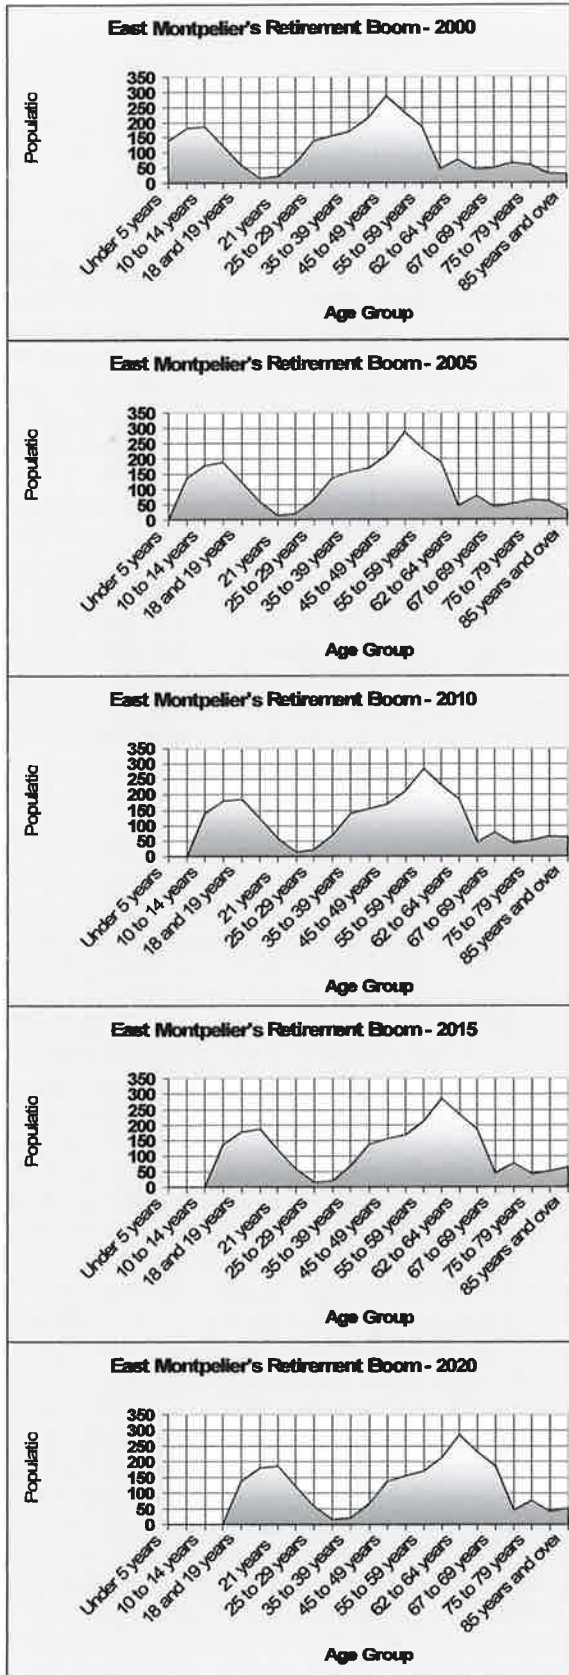 East Montpelier's Retirement Boom - 2000
Populatio
350
300
250
200
150
100
50
0
Under 5 years
10 to 14 years
18 and 19 years
21 years
25 to 29 years
35 to 39 years
45 to 49 years
55 to 59 years
62 to 64 years
67 to 69 years
75 to 79 years
85 years and over
Age Group
East Montpelier's Retirement Boom - 2005
Populatio
350
300
250
200
150
100
50
0
Under 5 years
10 to 14 years
18 and 19 years
21 years
25 to 29 years
35 to 39 years
45 to 49 years
55 to 59 years
62 to 64 years
67 to 69 years
75 to 79 years
85 years and over
Age Group
East Montpelier's Retirement Boom - 2010
Populatio
350
300
250
200
150
100
50
0
Under 5 years
10 to 14 years
18 and 19 years
21 years
25 to 29 years
35 to 39 years
45 to 49 years
55 to 59 years
62 to 64 years
67 to 69 years
75 to 79 years
85 years and over
Age Group
East Montpelier's Retirement Boom - 2015
Populatio
350
300
250
200
150
100
50
0
Under 5 years
10 to 14 years
18 and 19 years
21 years
25 to 29 years
35 to 39 years
45 to 49 years
55 to 59 years
62 to 64 years
67 to 69 years
75 to 79 years
85 years and over
Age Group
East Montpelier's Retirement Boom - 2020
Populatio
350
300
250
200
150
100
50
0
Under 5 years
10 to 14 years
18 and 19 years
21 years
25 to 29 years
35 to 39 years
45 to 49 years
55 to 59 years
62 to 64 years
67 to 69 years
75 to 79 years
85 years and over
Age Group